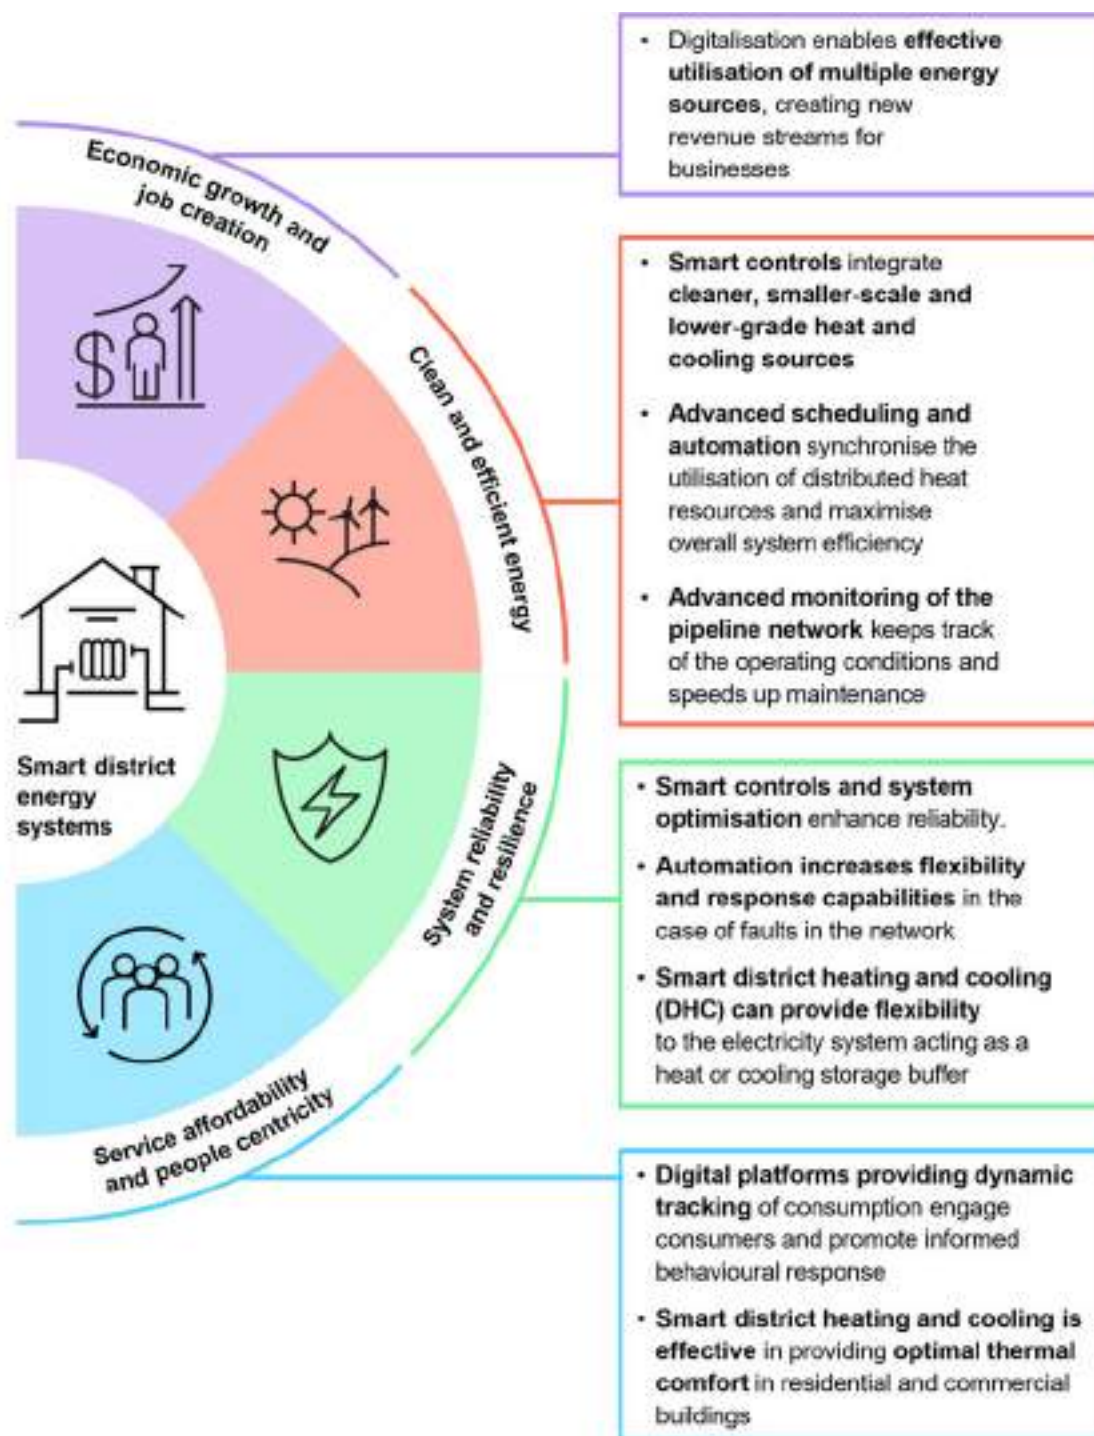 Economic growth and
job creation
• Digitalisation enables effective
utilisation of multiple energy
sources, creating new
revenue streams for
businesses
Clean and efficient energy
• Smart controls integrate
cleaner, smaller-scale and
lower-grade heat and
cooling sources
• Advanced scheduling and
automation synchronise the
utilisation of distributed heat
resources and maximise
overall system efficiency
• Advanced monitoring of the
pipeline network keeps track
of the operating conditions and
speeds up maintenance
Smart district
energy
systems
System reliability
and resilience
• Smart controls and system
optimisation enhance reliability.
• Automation increases flexibility
and response capabilities in the
case of faults in the network
• Smart district heating and cooling
(DHC) can provide flexibility
to the electricity system acting as a
heat or cooling storage buffer
Service affordability
and people centricity
• Digital platforms providing dynamic
tracking of consumption engage
consumers and promote informed
behavioural response
• Smart district heating and cooling is
effective in providing optimal thermal
comfort in residential and commercial
buildings